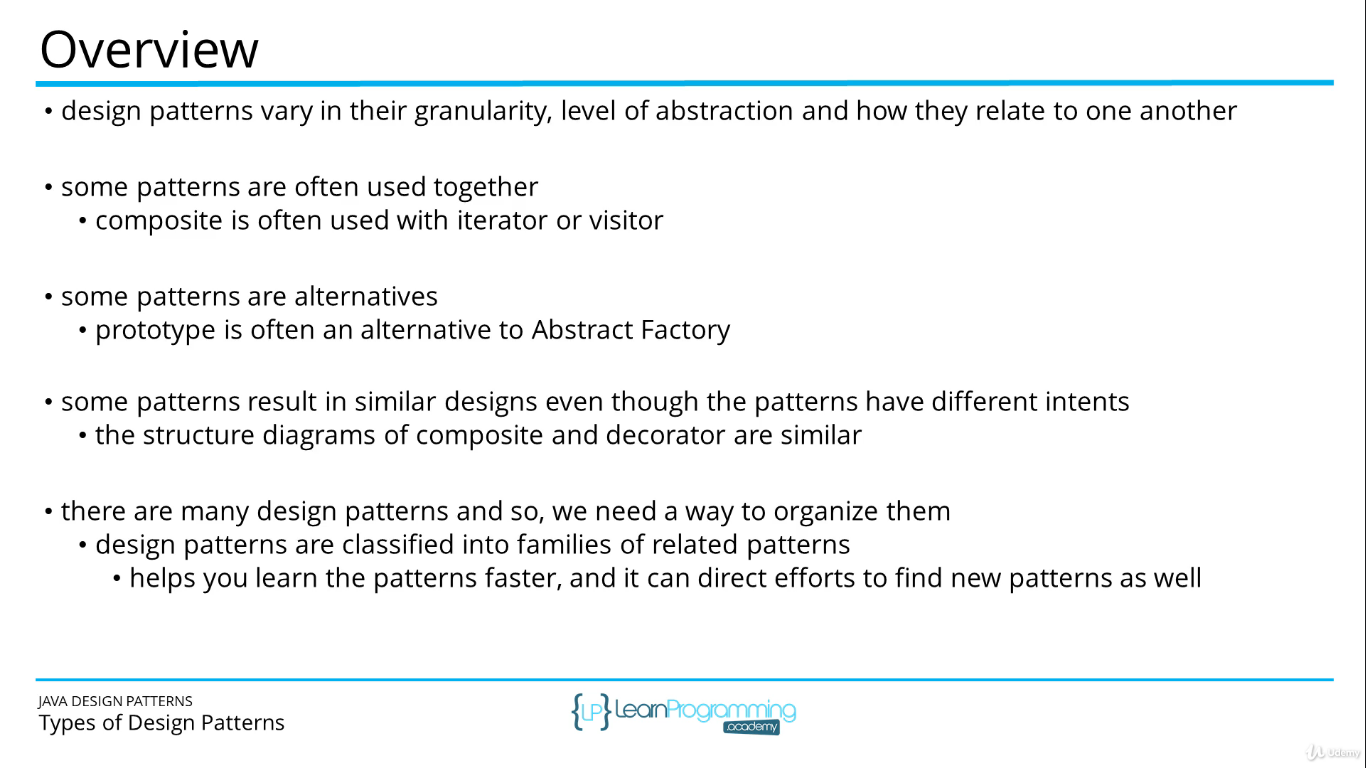 Overview
• design patterns vary in their granularity, level of abstraction and how they relate to one another
• some patterns are often used together
• composite is often used with iterator or visitor
• some patterns are alternatives
• prototype is often an alternative to Abstract Factory
• some patterns result in similar designs even though the patterns have different intents
• the structure diagrams of composite and decorator are similar
• there are many design patterns and so, we need a way to organize them
• design patterns are classified into families of related patterns
• helps you learn the patterns faster, and it can direct efforts to find new patterns as well
JAVA DESIGN PATTERNS
Types of Design Patterns
{LP} LearnProgramming
.academy
Udemy